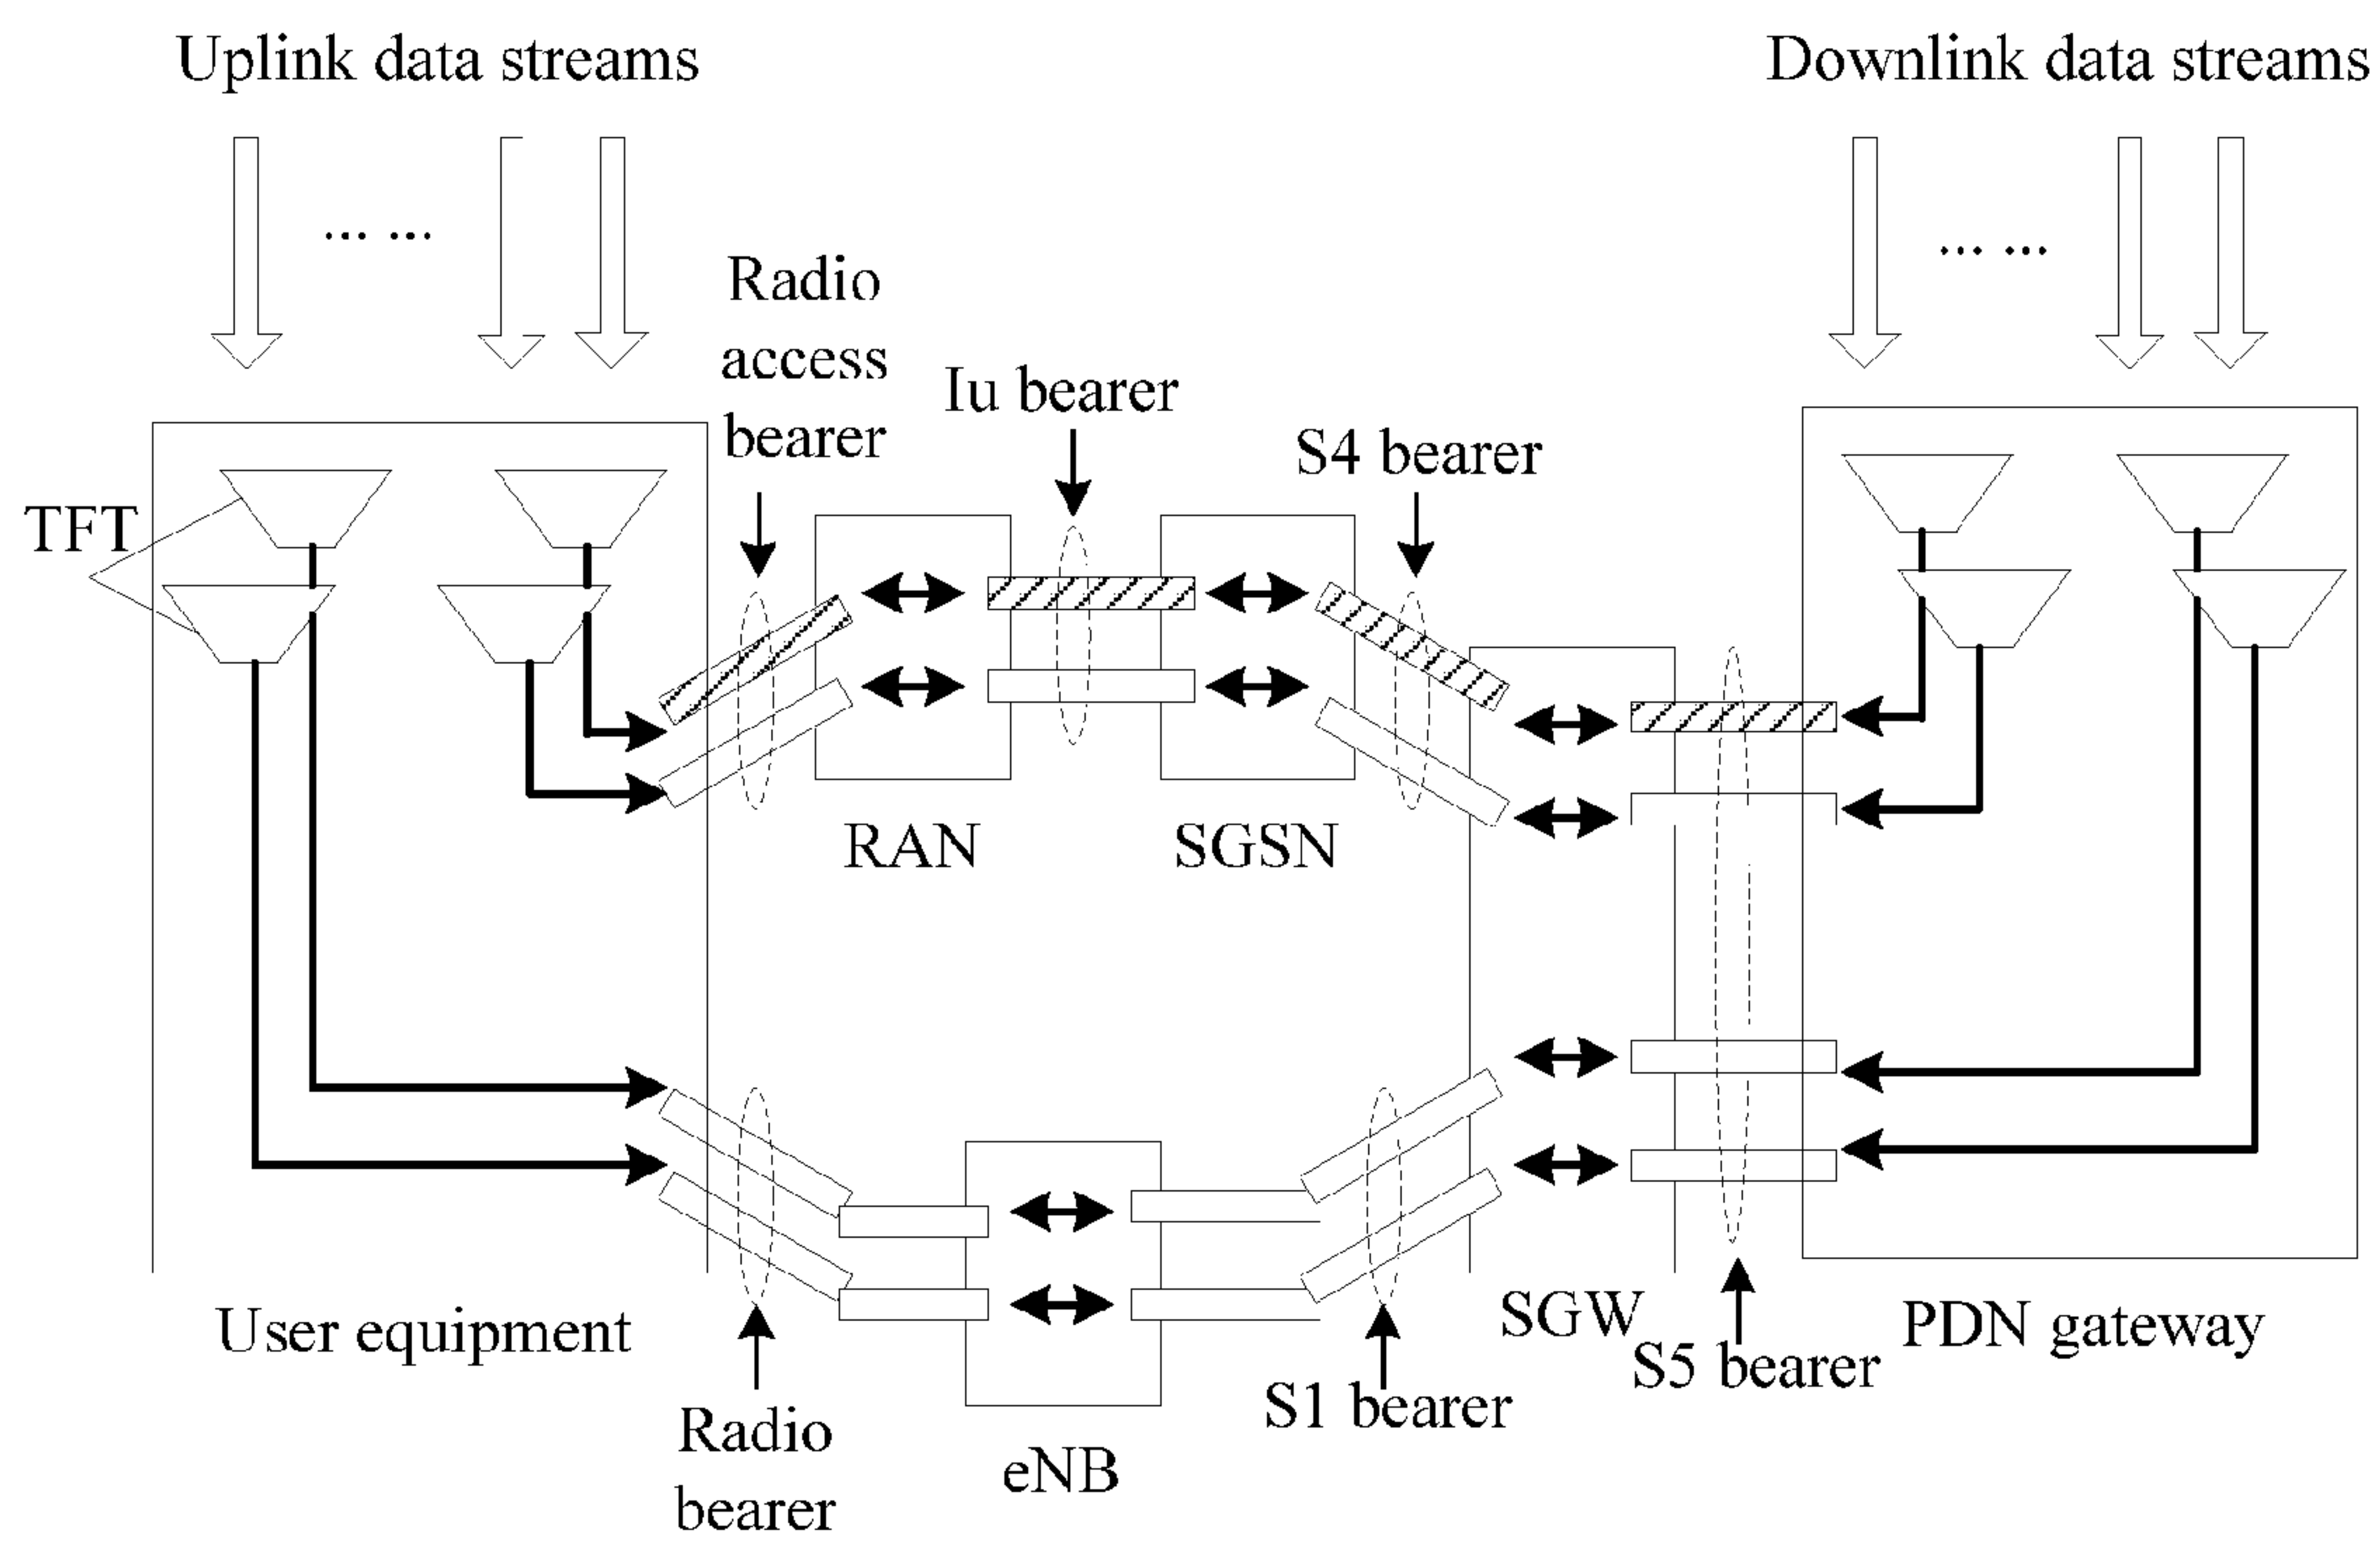 Uplink data streams
Downlink data streams
... ...
... ...
Radio
access
bearer
Iu bearer
S4 bearer
TFT
RAN
SGSN
User equipment
SGW
S5 bearer
PDN gateway
Radio
bearer
S1 bearer
eNB